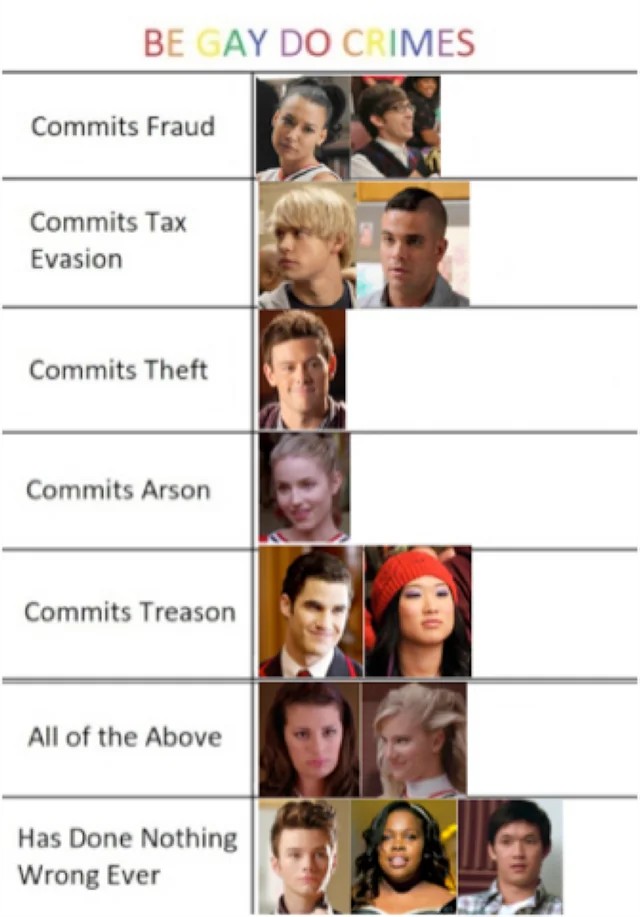 BE GAY DO CRIMES
Commits Fraud
Commits Tax
Evasion
Commits Theft
Commits Arson
Commits Treason
All of the Above
Has Done Nothing
Wrong Ever